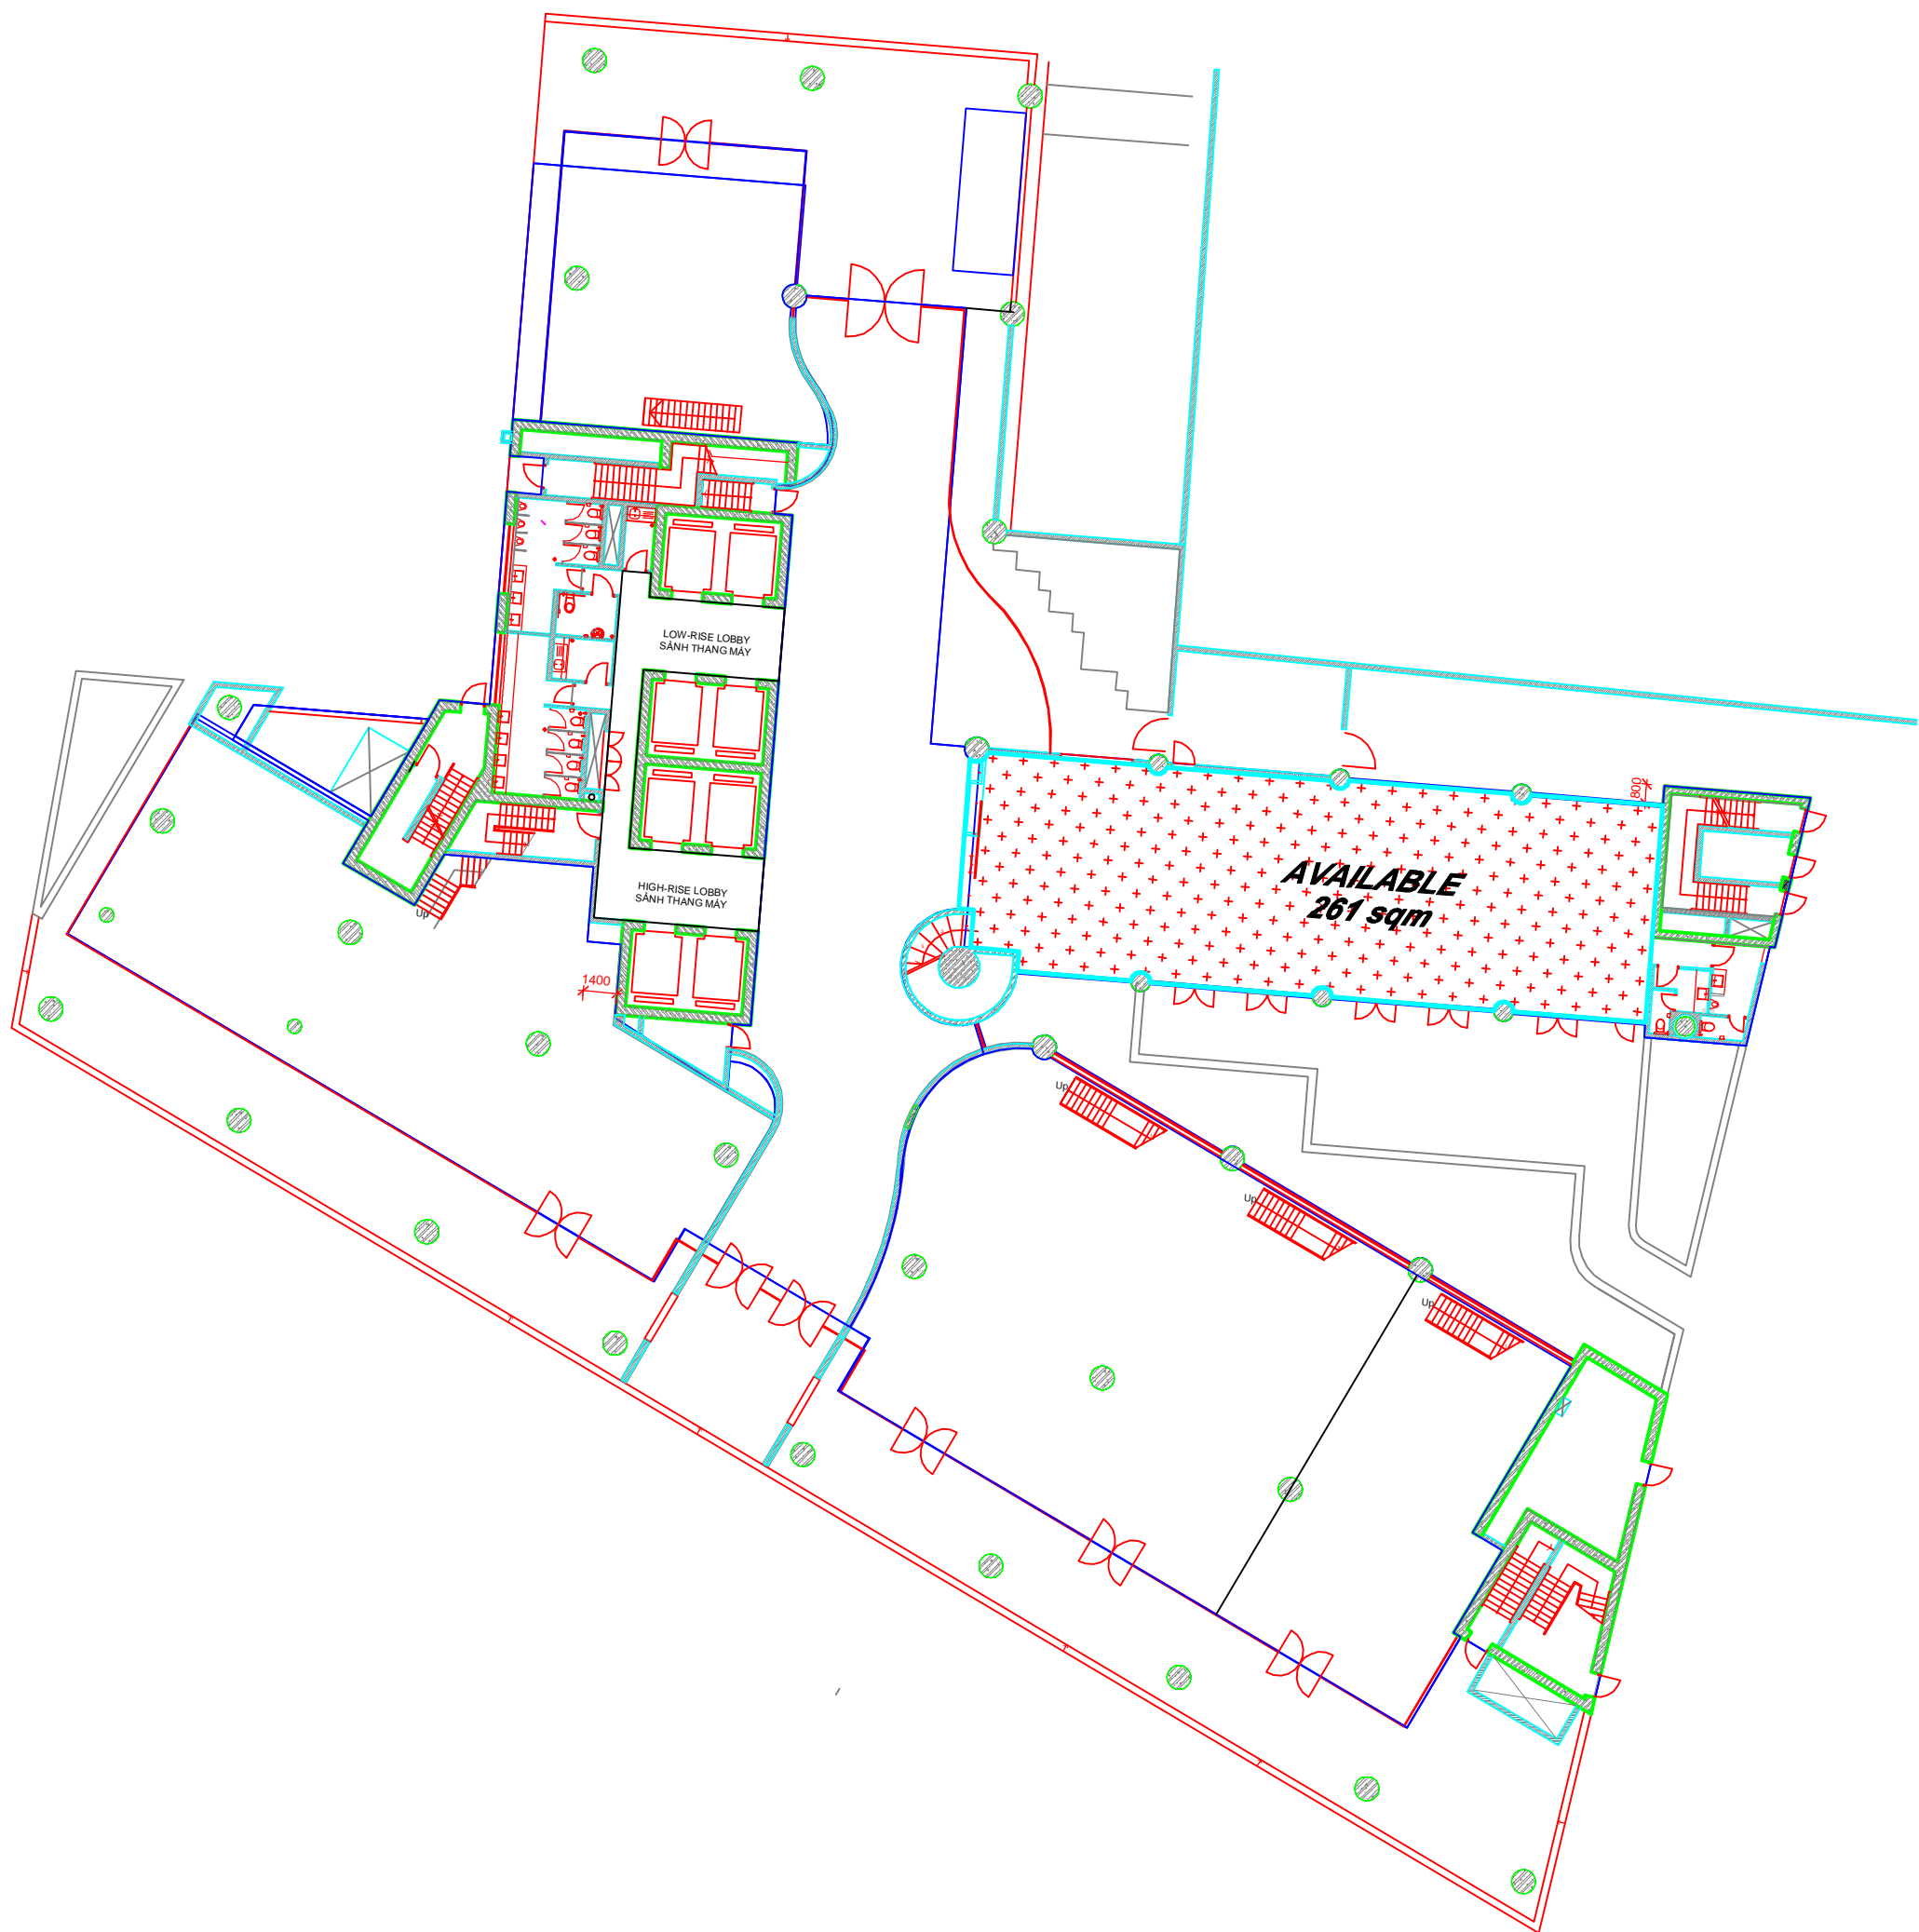 LOW-RISE LOBBY
SẢNH THANG MÁY
800
AVAILABLE
261 sqm
HIGH-RISE LOBBY
SẢNH THANG MÁY
Up
1400
Up
Up
Up